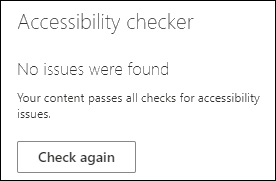 Accessibility checker
No issues were found
Your content passes all checks for accessibility
issues.
Check again